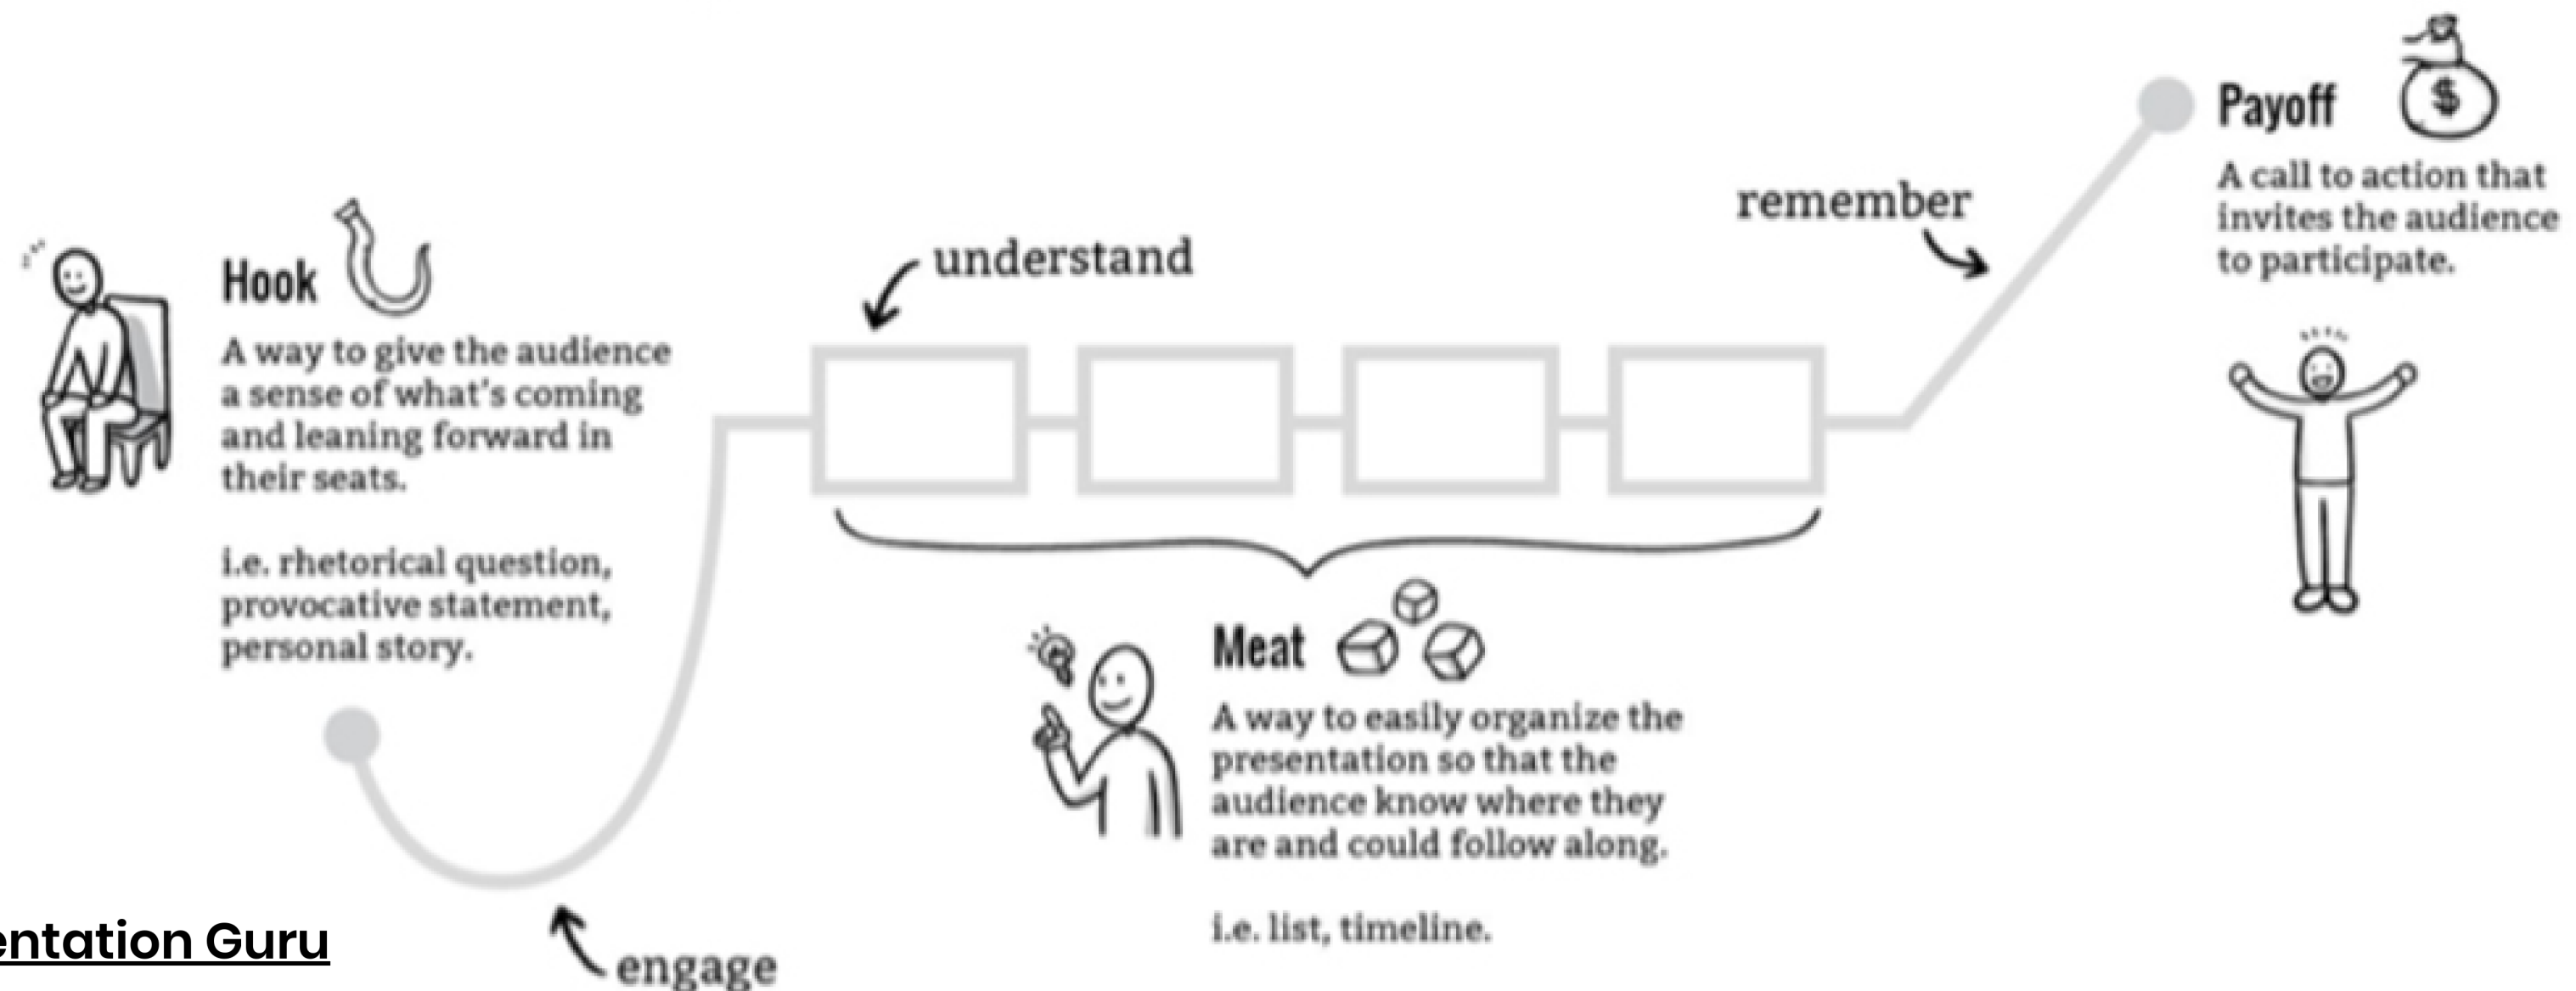 Hook
A way to give the audience
a sense of what's coming
and leaning forward in
their seats.
i.e. rhetorical question,
provocative statement,
personal story.
engage
understand
Meat
A way to easily organize the
presentation so that the
audience know where they
are and could follow along.
i.e. list, timeline.
remember
Payoff
$
A call to action that
invites the audience
to participate.
entation Guru